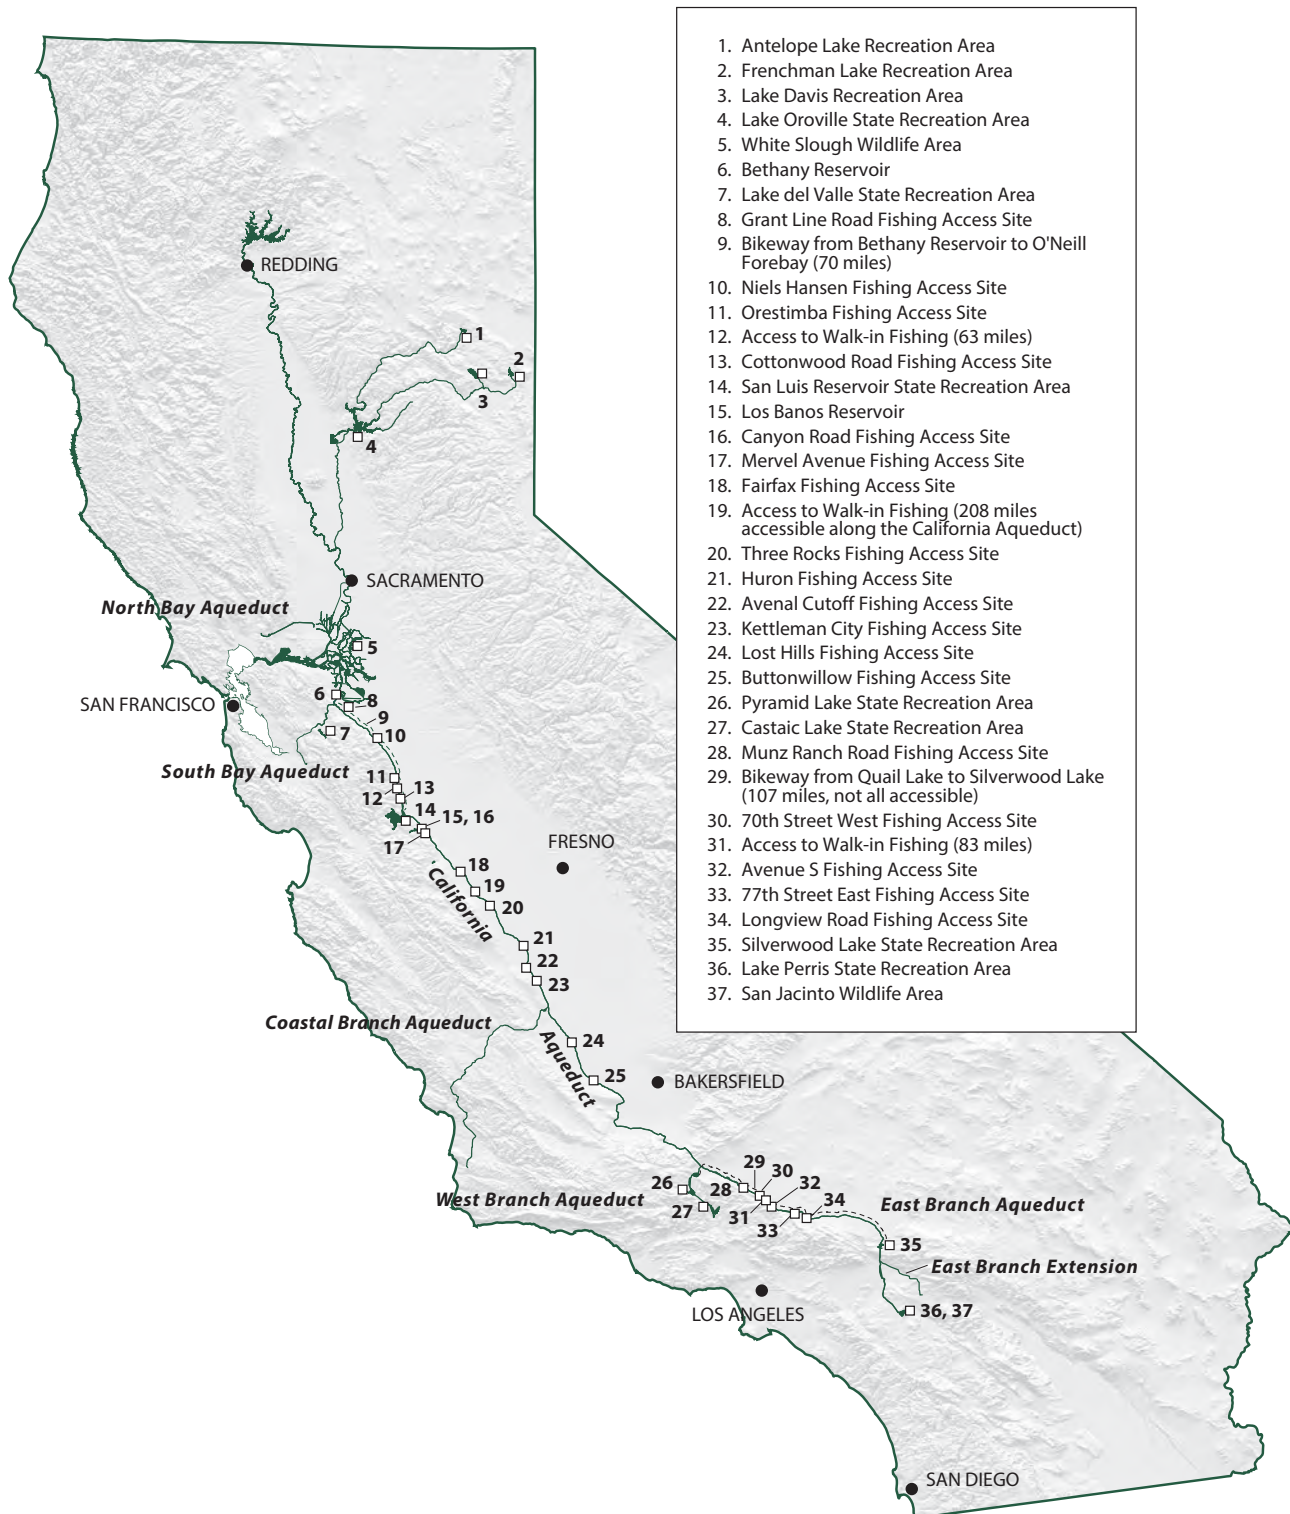 1. Antelope Lake Recreation Area
2. Frenchman Lake Recreation Area
3. Lake Davis Recreation Area
4. Lake Oroville State Recreation Area
5. White Slough Wildlife Area
6. Bethany Reservoir
7. Lake del Valle State Recreation Area
8. Grant Line Road Fishing Access Site
9. Bikeway from Bethany Reservoir to O'Neill
Forebay (70 miles)
10. Niels Hansen Fishing Access Site
11. Orestimba Fishing Access Site
12. Access to Walk-in Fishing (63 miles)
13. Cottonwood Road Fishing Access Site
14. San Luis Reservoir State Recreation Area
15. Los Banos Reservoir
16. Canyon Road Fishing Access Site
17. Mervel Avenue Fishing Access Site
18. Fairfax Fishing Access Site
19. Access to Walk-in Fishing (208 miles
accessible along the California Aqueduct)
20. Three Rocks Fishing Access Site
21. Huron Fishing Access Site
22. Avenal Cutoff Fishing Access Site
23. Kettleman City Fishing Access Site
24. Lost Hills Fishing Access Site
25. Buttonwillow Fishing Access Site
26. Pyramid Lake State Recreation Area
27. Castaic Lake State Recreation Area
28. Munz Ranch Road Fishing Access Site
29. Bikeway from Quail Lake to Silverwood Lake
(107 miles, not all accessible)
30. 70th Street West Fishing Access Site
31. Access to Walk-in Fishing (83 miles)
32. Avenue S Fishing Access Site
33. 77th Street East Fishing Access Site
34. Longview Road Fishing Access Site
35. Silverwood Lake State Recreation Area
36. Lake Perris State Recreation Area
37. San Jacinto Wildlife Area
REDDING
1
2
3
4
SACRAMENTO
North Bay Aqueduct
5
6
8
SAN FRANCISCO
9
7
10
South Bay Aqueduct
11
13
12
14
15, 16
17
FRESNO
18
California
19
20
21
22
23
Coastal Branch Aqueduct
24
Aqueduct
25
BAKERSFIELD
29
30
26
28
32
West Branch Aqueduct
34
East Branch Aqueduct
27
31
33
35
East Branch Extension
LOS ANGELES
36, 37
SAN DIEGO